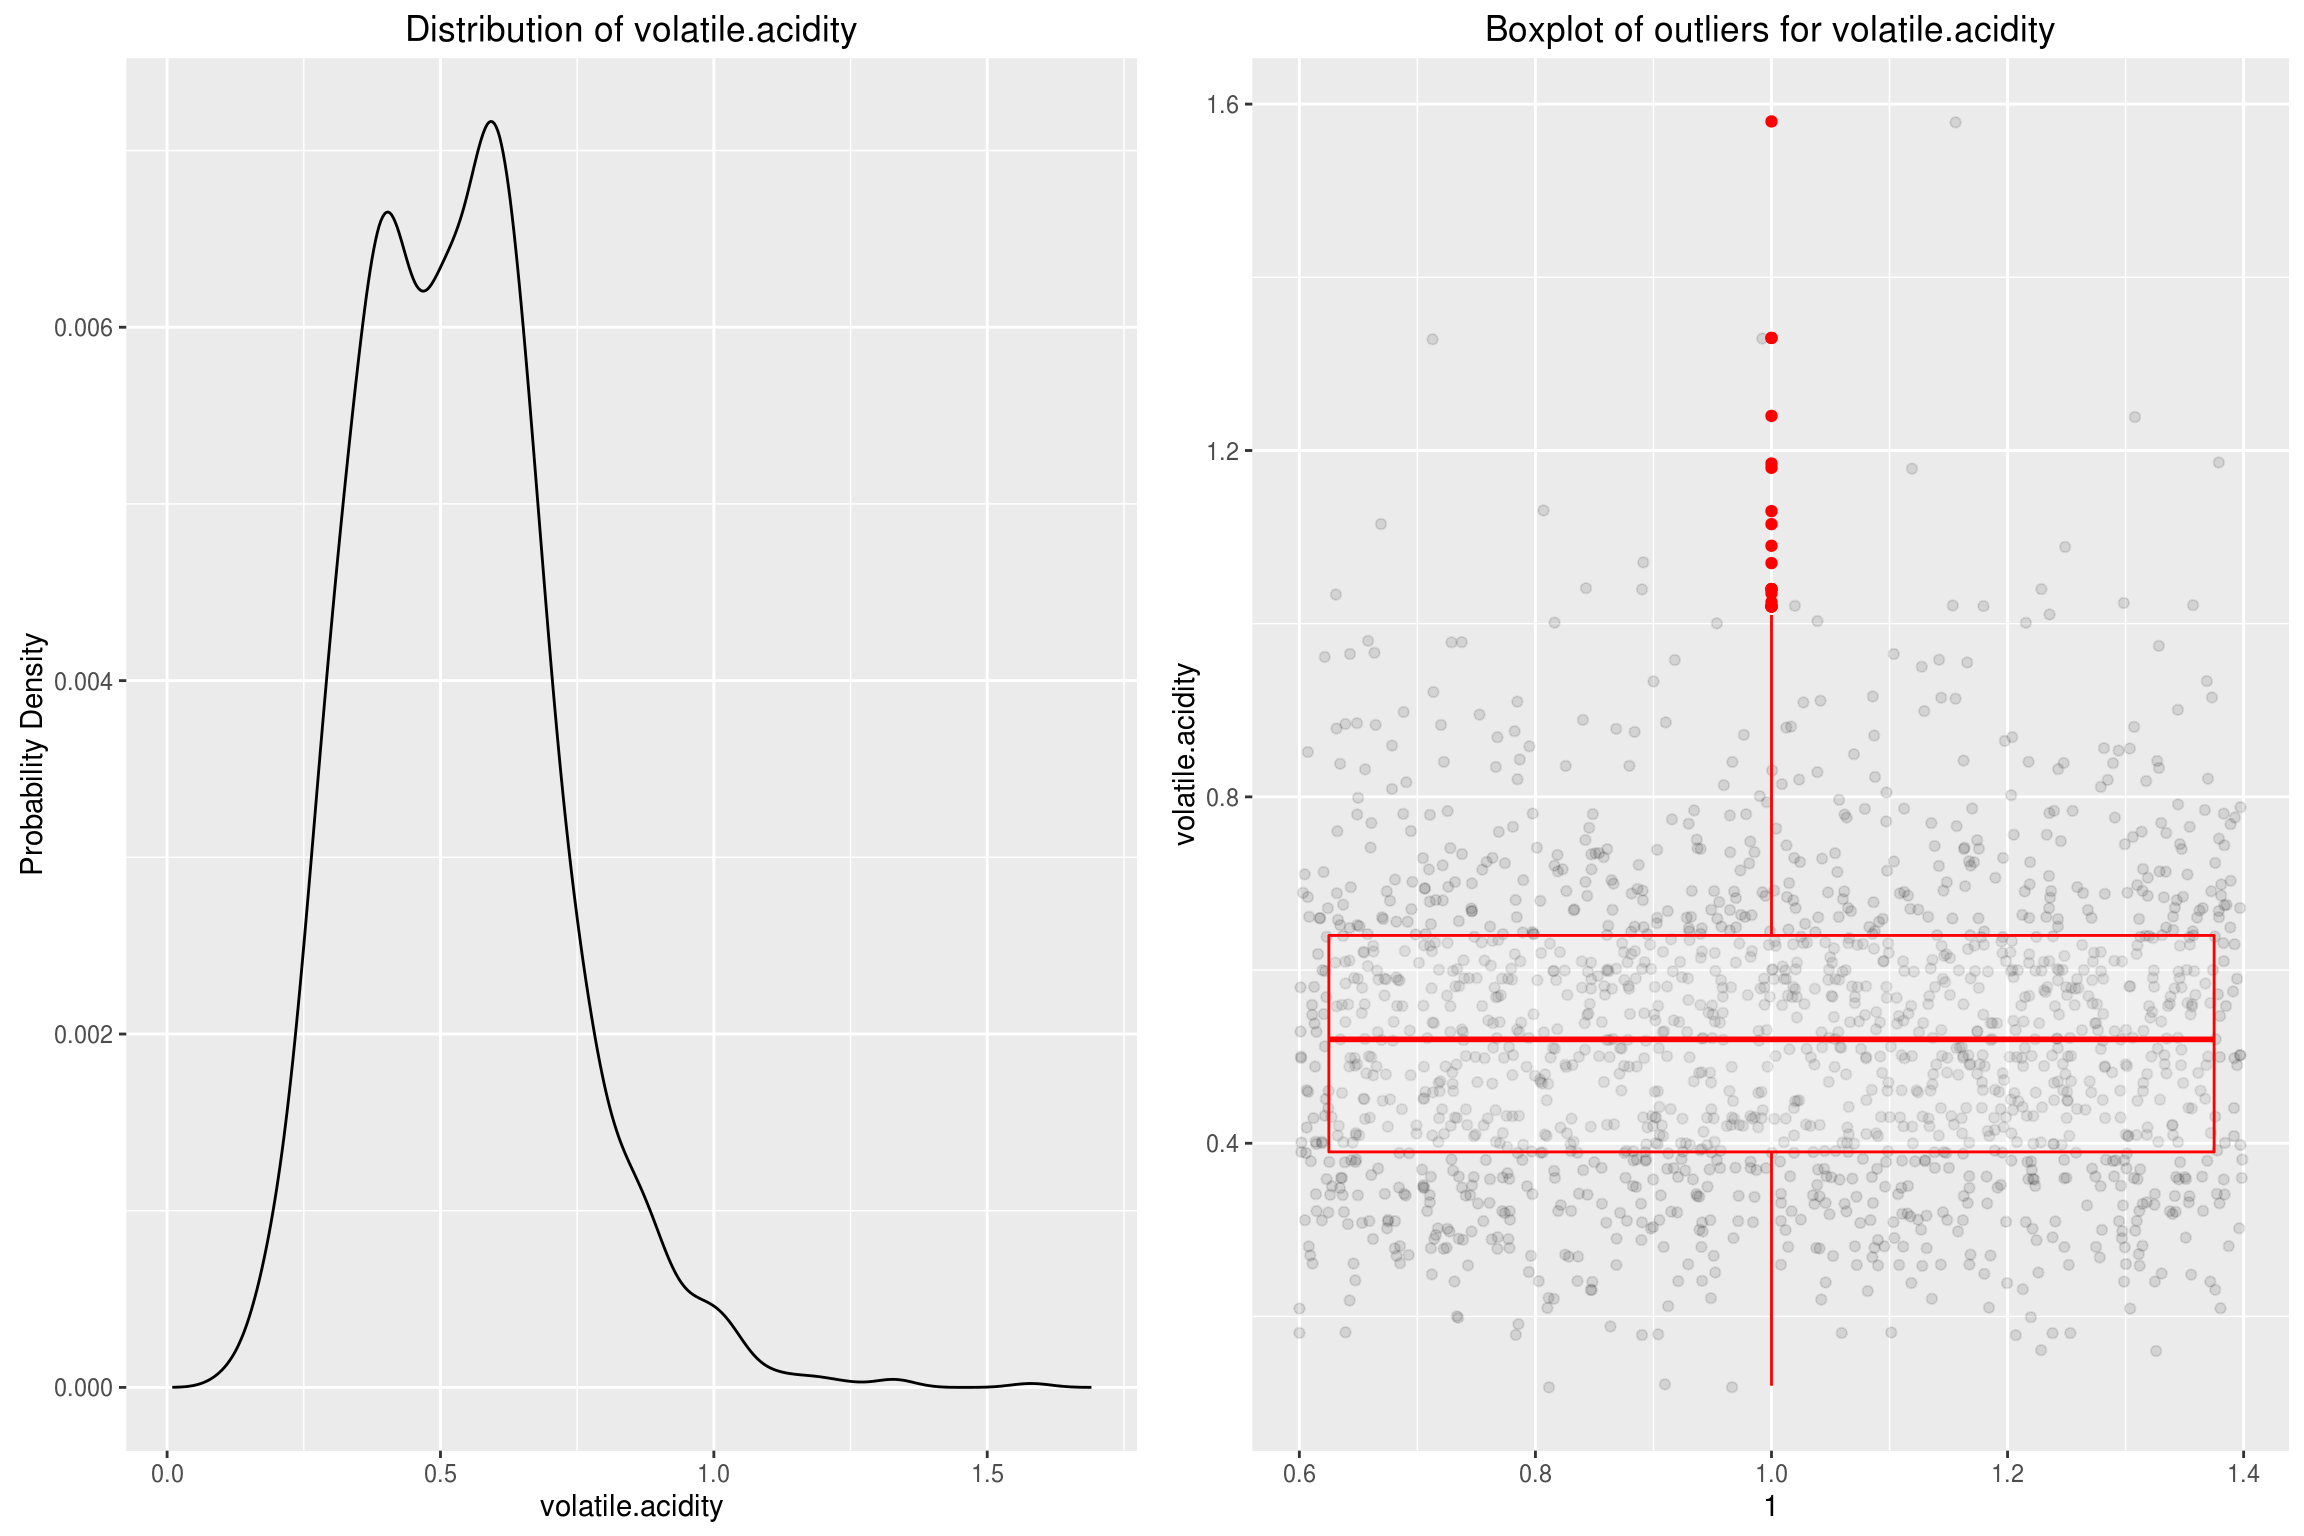 Distribution of volatile.acidity
Probability Density
0.006
0.004
0.002
0.000
0.0 0.5 1.0 1.5
volatile.acidity
Boxplot of outliers for volatile.acidity
volatile.acidity
1.6
1.2
0.8
0.4
0.6 0.8 1.0 1.2 1.4
1